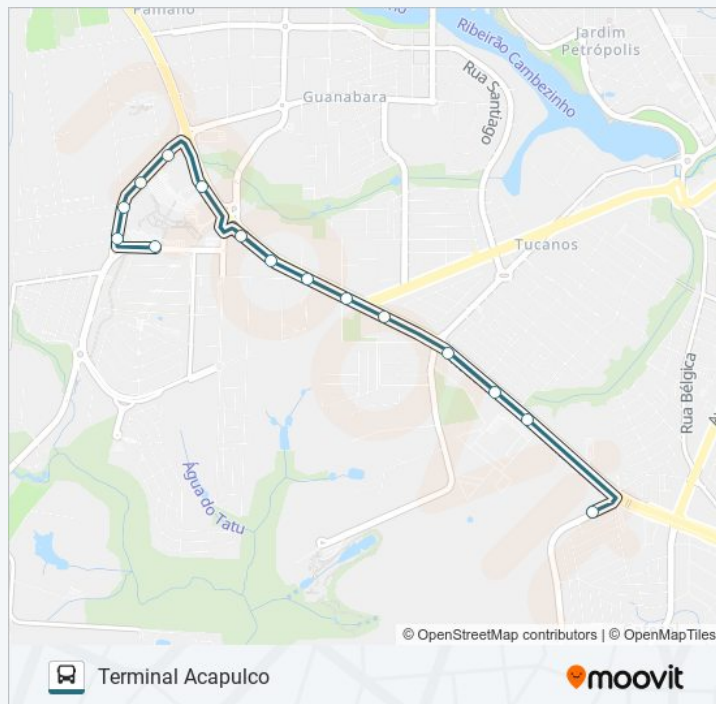 Palhano
Ribeirão Cambezinho
Jardim
Petrópolis
Rua Santiago
Guanabara
Tucanos
Rua Bélgica
Água do Tatu
© OpenStreetMap contributors | © OpenMapTiles
Terminal Acapulco
moovit